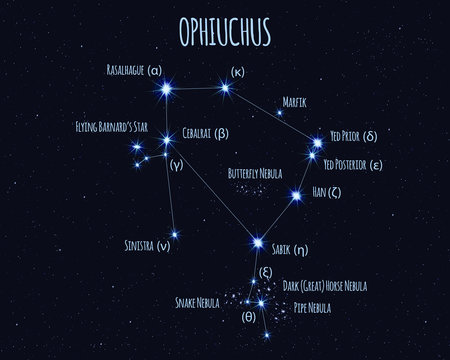 OPHIUCHUS
RASALHAGUE (α)
(κ)
MARFIK
FLYING BARNARD'S STAR
CEBALRAI (β)
YED PRIOR (δ)
(γ)
YED POSTERIOR (ε)
BUTTERFLY NEBULA
HAN (ζ)
SINISTRA (ν)
SABIK (η)
(ξ)
DARK (GREAT) HORSE NEBULA
SNAKE NEBULA
PIPE NEBULA
(θ)